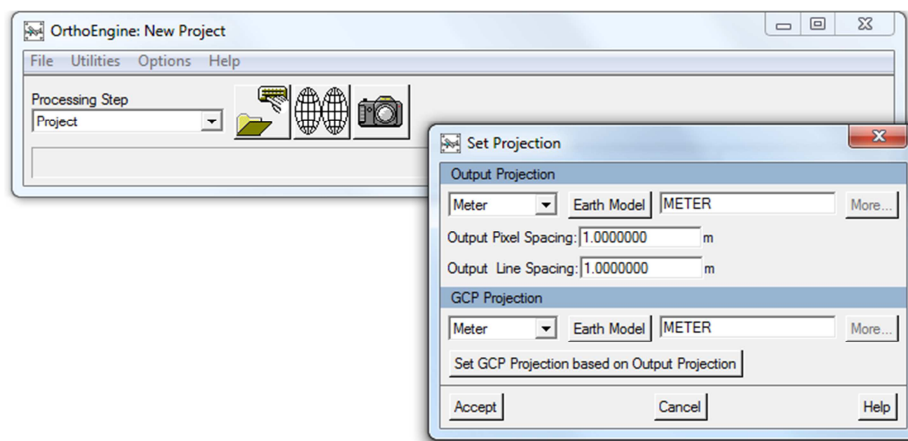 OrthoEngine: New Project
File Utilities Options Help
Processing Step
Project
Set Projection
Output Projection
Meter Earth Model METER More...
Output Pixel Spacing: 1.0000000 m
Output Line Spacing: 1.0000000 m
GCP Projection
Meter Earth Model METER More...
Set GCP Projection based on Output Projection
Accept Cancel Help